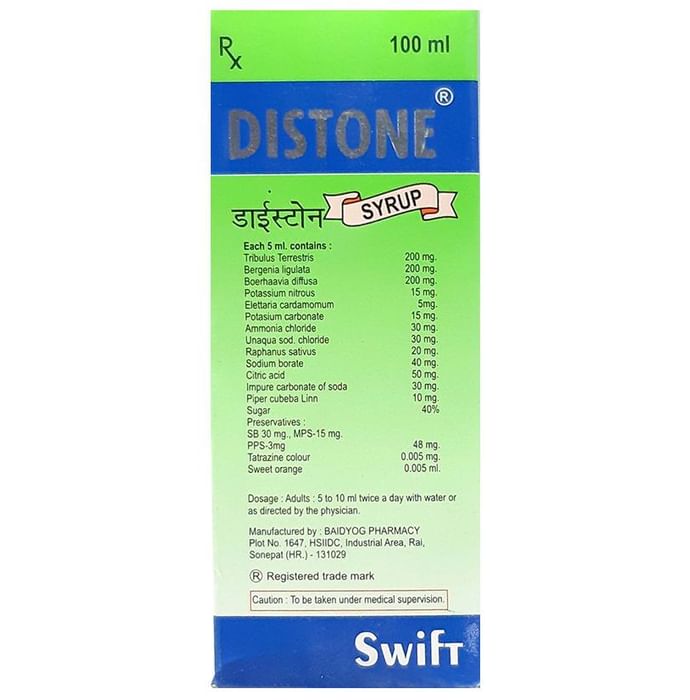 Rx 100 ml
DISTONE®
डाईस्टोन SYRUP
Each 5 ml. contains :
Tribulus Terrestris 200 mg.
Bergenia ligulata 200 mg.
Boerhaavia diffusa 200 mg.
Potassium nitrous 15 mg.
Elettaria cardamomum 5mg.
Potasium carbonate 15 mg.
Ammonia chloride 30 mg.
Unaqua sod. chloride 30 mg.
Raphanus sativus 20 mg.
Sodium borate 40 mg.
Citric acid 50 mg.
Impure carbonate of soda 30 mg.
Piper cubeba Linn 10 mg.
Sugar 40%
Preservatives :
SB 30 mg., MPS-15 mg.
PPS-3mg 48 mg.
Tatrazine colour 0.005 mg.
Sweet orange 0.005 ml.
Dosage : Adults : 5 to 10 ml twice a day with water or
as directed by the physician.
Manufactured by : BAIDYOG PHARMACY
Plot No. 1647, HSIIDC, Industrial Area, Rai,
Sonepat (HR.) - 131029
® Registered trade mark
Caution : To be taken under medical supervision.
Swift